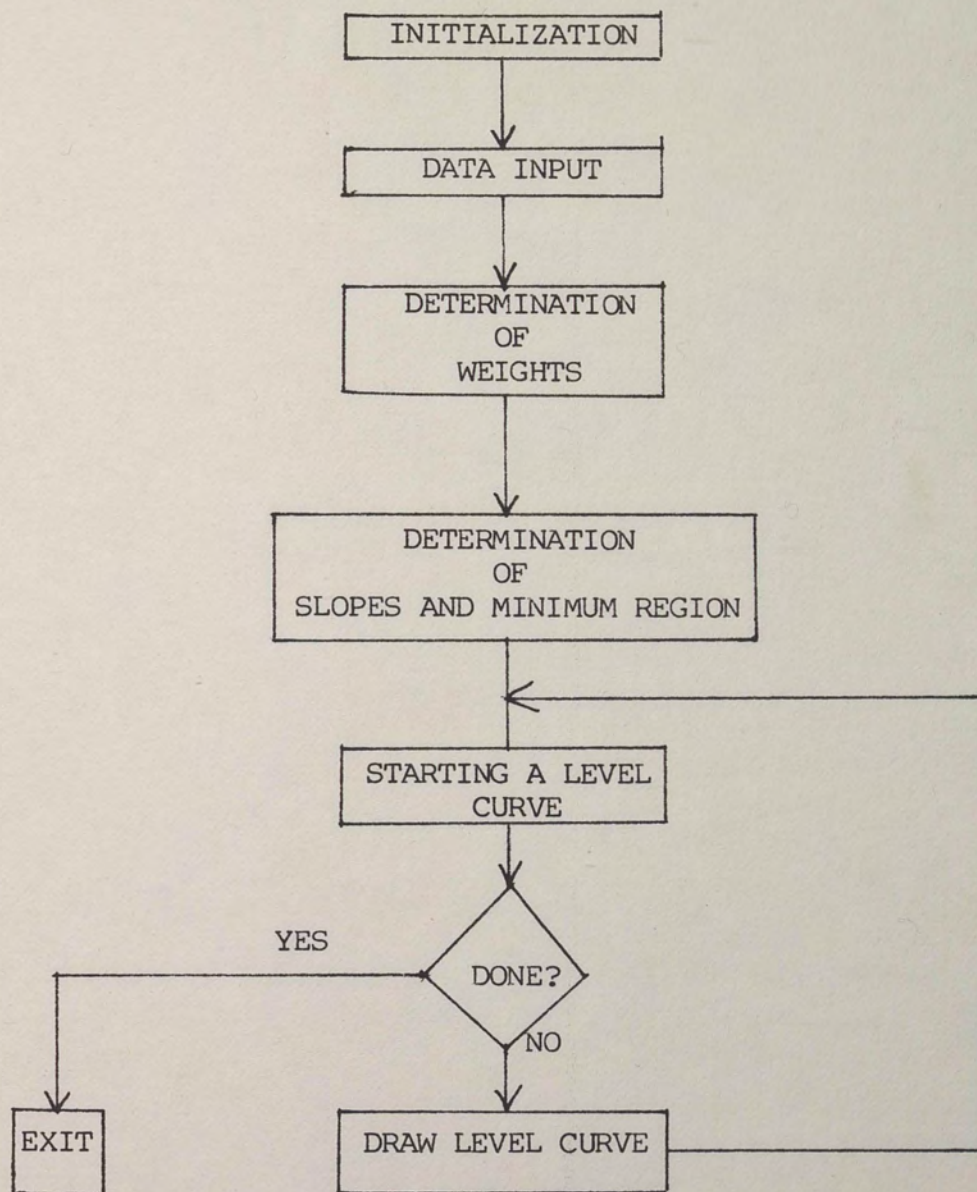 INITIALIZATION
DATA INPUT
DETERMINATION
OF
WEIGHTS
DETERMINATION
OF
SLOPES AND MINIMUM REGION
STARTING A LEVEL
CURVE
YES
DONE?
NO
EXIT
DRAW LEVEL CURVE